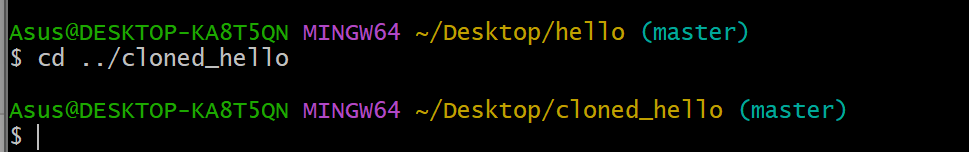 Asus@DESKTOP-KA8T5QN MINGW64 ~/Desktop/hello (master)
$ cd ../cloned_hello
Asus@DESKTOP-KA8T5QN MINGW64 ~/Desktop/cloned_hello (master)
$